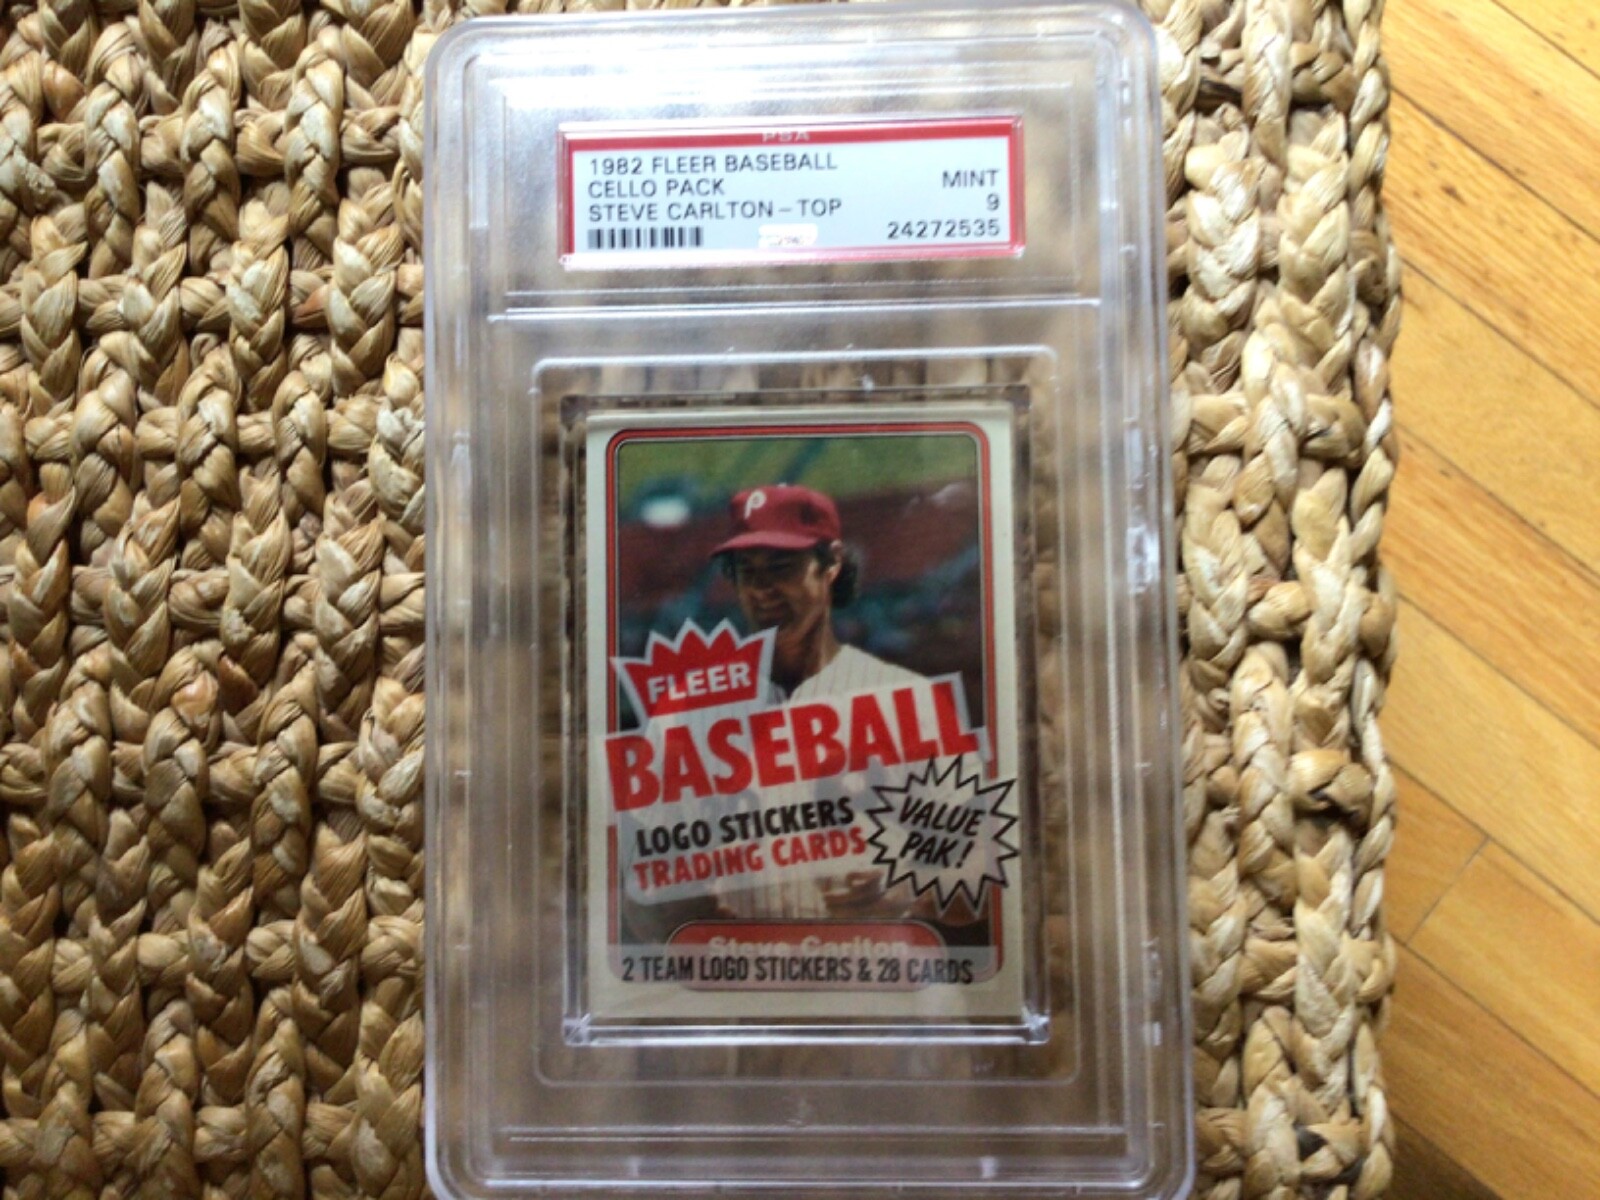 PSA
1982 FLEER BASEBALL
CELLO PACK
MINT
STEVE CARLTON – TOP
9
24272535
P
FLEER
BASEBALL
LOGO STICKERS
TRADING CARDS
VALUE
PAK!
Steve Carlton
2 TEAM LOGO STICKERS & 28 CARDS